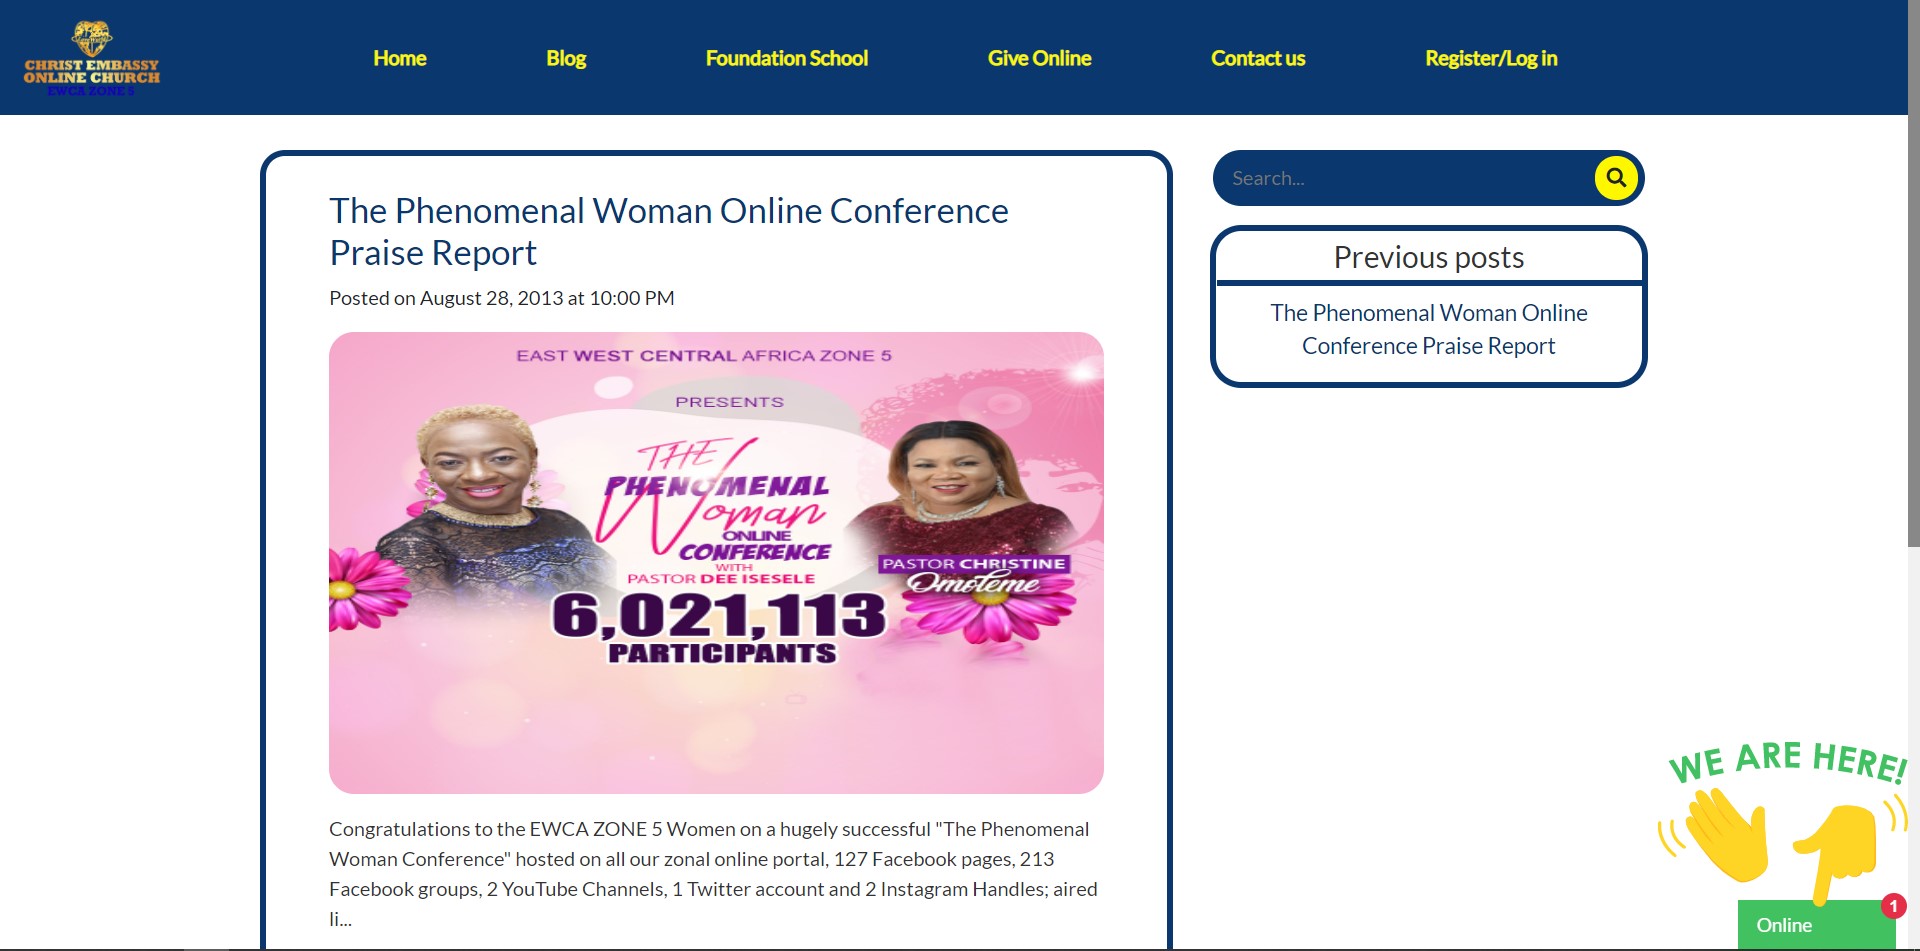 CHRIST EMBASSY
ONLINE CHURCH
EWCA ZONE 5
Home
Blog
Foundation School
Give Online
Contact us
Register/Log in
The Phenomenal Woman Online Conference
Praise Report
Posted on August 28, 2013 at 10:00 PM
EAST WEST CENTRAL AFRICA ZONE 5
PRESENTS
THE
PHENOMENAL
Woman
ONLINE
CONFERENCE
WITH
PASTOR DEE ISESELE
PASTOR CHRISTINE
Omoleme
6,021,113
PARTICIPANTS
Congratulations to the EWCA ZONE 5 Women on a hugely successful "The Phenomenal
Woman Conference" hosted on all our zonal online portal, 127 Facebook pages, 213
Facebook groups, 2 YouTube Channels, 1 Twitter account and 2 Instagram Handles; aired
li...
Search...
Previous posts
The Phenomenal Woman Online
Conference Praise Report
WE ARE HERE!
1
Online